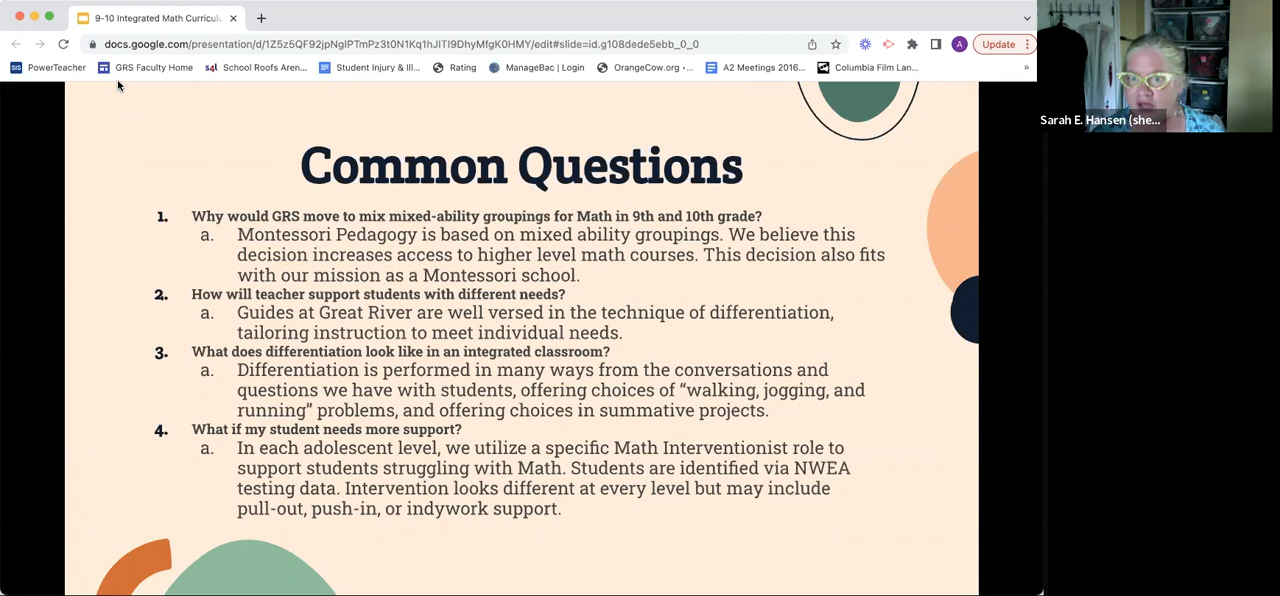 9-10 Integrated Math Curricul
docs.google.com/presentation/d/1Z5z5QF92jpNglPTmPz3t0N1Kq1hJITl9DhyMfgK0HMY/edit#slide=id.g108dede5ebb_0_0
A
Update
SIS PowerTeacher
GRS Faculty Home
s4l School Roofs Aren...
Student Injury & Ill...
Rating
ManageBac | Login
OrangeCow.org •...
A2 Meetings 2016...
Columbia Film Lan...
»
Sarah E. Hansen (she...
Common Questions
1. Why would GRS move to mix mixed-ability groupings for Math in 9th and 10th grade?
a. Montessori Pedagogy is based on mixed ability groupings. We believe this
decision increases access to higher level math courses. This decision also fits
with our mission as a Montessori school.
2. How will teacher support students with different needs?
a. Guides at Great River are well versed in the technique of differentiation,
tailoring instruction to meet individual needs.
3. What does differentiation look like in an integrated classroom?
a. Differentiation is performed in many ways from the conversations and
questions we have with students, offering choices of “walking, jogging, and
running” problems, and offering choices in summative projects.
4. What if my student needs more support?
a. In each adolescent level, we utilize a specific Math Interventionist role to
support students struggling with Math. Students are identified via NWEA
testing data. Intervention looks different at every level but may include
pull-out, push-in, or indywork support.